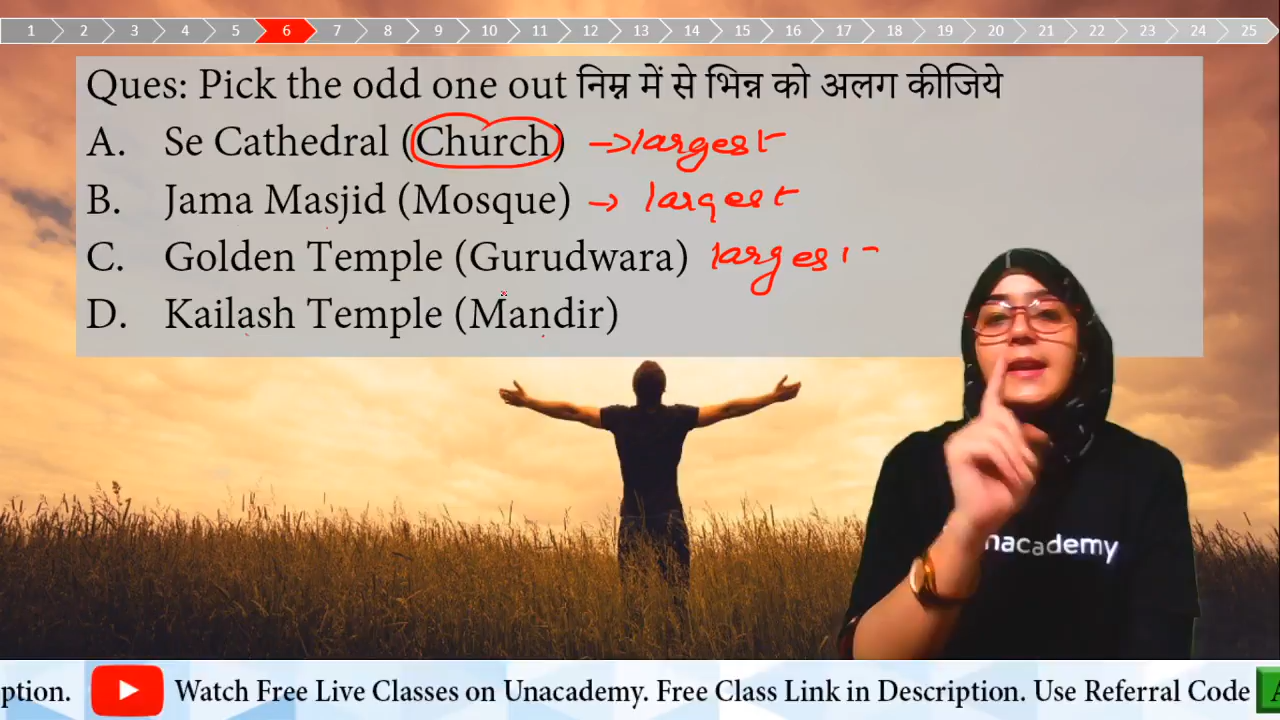 1 2 3 4 5 6 7 8 9 10 11 12 13 14 15 16 17 18 19 20 21 22 23 24 25
Ques: Pick the odd one out निम्न में से भिन्न को अलग कीजिये
A. Se Cathedral (Church) → largest
B. Jama Masjid (Mosque) → largest
C. Golden Temple (Gurudwara) largest
D. Kailash Temple (Mandir)
nacademy
ption. Watch Free Live Classes on Unacademy. Free Class Link in Description. Use Referral Code A